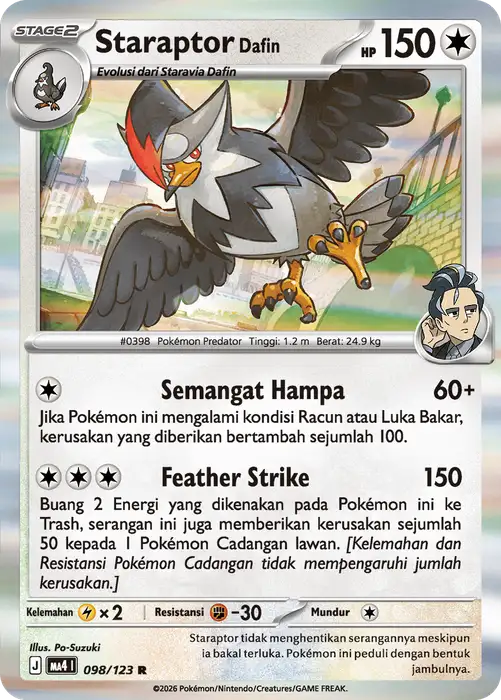 STAGE2
Staraptor Dafin
HP 150
Evolusi dari Staravia Dafin
#0398 Pokémon Predator Tinggi: 1.2 m Berat: 24.9 kg
Semangat Hampa 60+
Jika Pokémon ini mengalami kondisi Racun atau Luka Bakar,
kerusakan yang diberikan bertambah sejumlah 100.
Feather Strike 150
Buang 2 Energi yang dikenakan pada Pokémon ini ke
Trash, serangan ini juga memberikan kerusakan sejumlah
50 kepada 1 Pokémon Cadangan lawan. [Kelemahan dan
Resistansi Pokémon Cadangan tidak mempengaruhi jumlah
kerusakan.]
Kelemahan ×2 Resistansi -30 Mundur
Illus. Po-Suzuki
J MA4 I 098/123 R
Staraptor tidak menghentikan serangannya meskipun
ia bakal terluka. Pokémon ini peduli dengan bentuk
jambulnya.
©2026 Pokémon/Nintendo/Creatures/GAME FREAK.